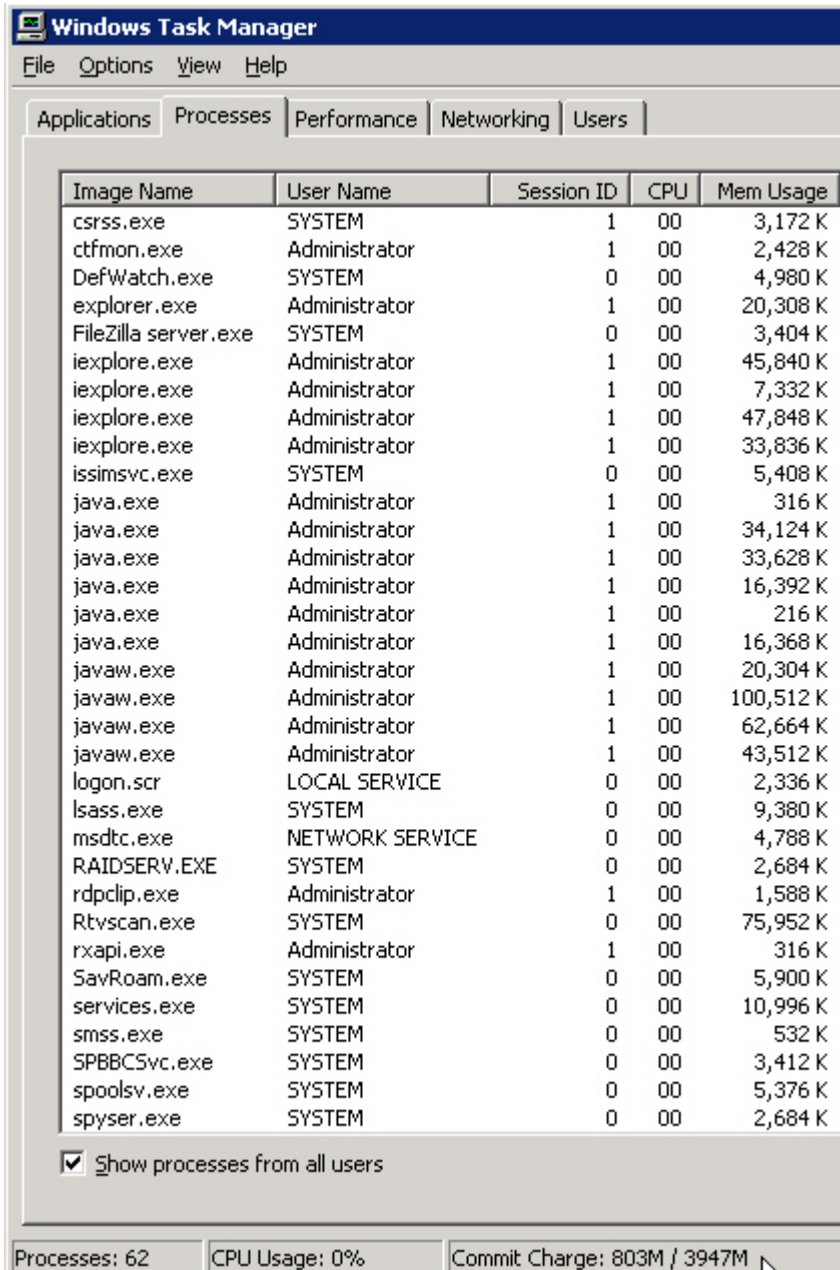 Windows Task Manager
File Options View Help
Applications Processes Performance Networking Users
Image Name User Name Session ID CPU Mem Usage
csrss.exe SYSTEM 1 00 3,172 K
ctfmon.exe Administrator 1 00 2,428 K
DefWatch.exe SYSTEM 0 00 4,980 K
explorer.exe Administrator 1 00 20,308 K
FileZilla server.exe SYSTEM 0 00 3,404 K
iexplore.exe Administrator 1 00 45,840 K
iexplore.exe Administrator 1 00 7,332 K
iexplore.exe Administrator 1 00 47,848 K
iexplore.exe Administrator 1 00 33,836 K
issimsvc.exe SYSTEM 0 00 5,408 K
java.exe Administrator 1 00 316 K
java.exe Administrator 1 00 34,124 K
java.exe Administrator 1 00 33,628 K
java.exe Administrator 1 00 16,392 K
java.exe Administrator 1 00 216 K
java.exe Administrator 1 00 16,368 K
javaw.exe Administrator 1 00 20,304 K
javaw.exe Administrator 1 00 100,512 K
javaw.exe Administrator 1 00 62,664 K
javaw.exe Administrator 1 00 43,512 K
logon.scr LOCAL SERVICE 0 00 2,336 K
lsass.exe SYSTEM 0 00 9,380 K
msdtc.exe NETWORK SERVICE 0 00 4,788 K
RAIDSERV.EXE SYSTEM 0 00 2,684 K
rdpclip.exe Administrator 1 00 1,588 K
Rtvscan.exe SYSTEM 0 00 75,952 K
rxapi.exe Administrator 1 00 316 K
SavRoam.exe SYSTEM 0 00 5,900 K
services.exe SYSTEM 0 00 10,996 K
smss.exe SYSTEM 0 00 532 K
SPBBCSvc.exe SYSTEM 0 00 3,412 K
spoolsv.exe SYSTEM 0 00 5,376 K
spyser.exe SYSTEM 0 00 2,684 K
Show processes from all users
Processes: 62 CPU Usage: 0% Commit Charge: 803M / 3947M